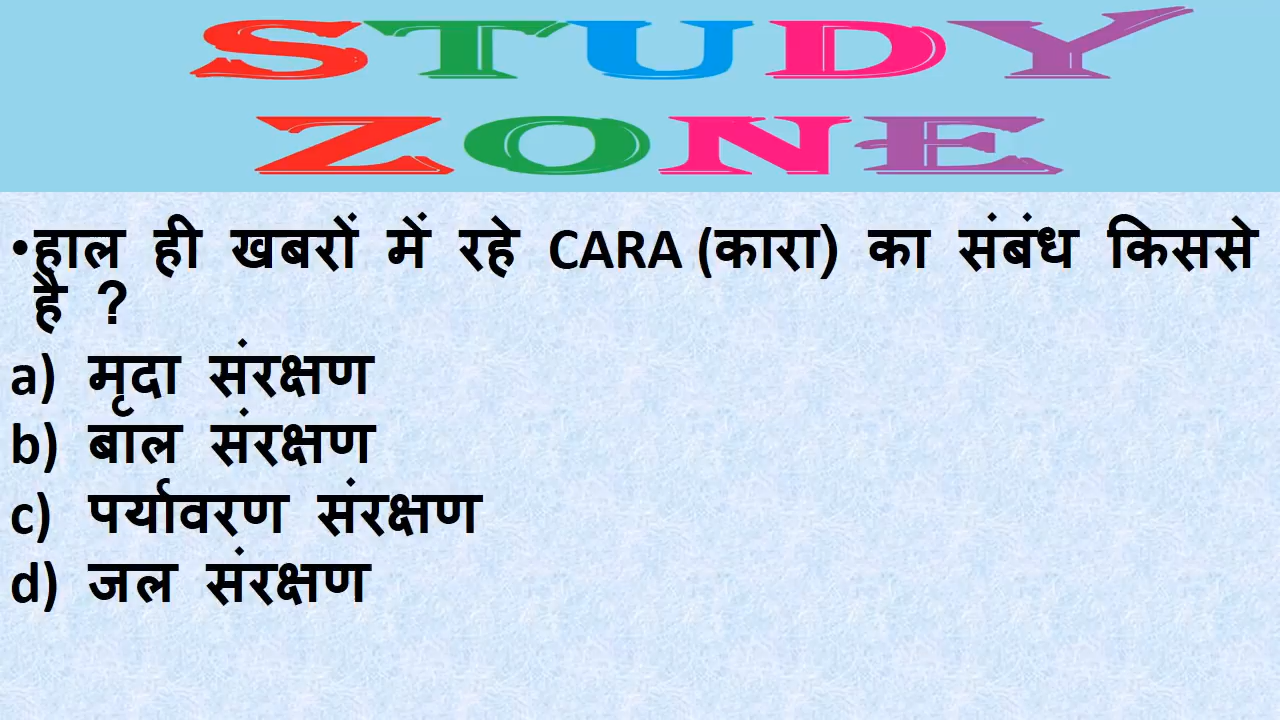 STUDY
ZONE
•हाल ही खबरों में रहे CARA (कारा) का संबंध किससे
है ?
a) मृदा संरक्षण
b) बाल संरक्षण
c) पर्यावरण संरक्षण
d) जल संरक्षण